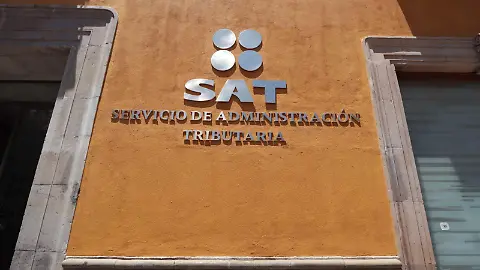 SAT
SERVICIO DE ADMINISTRACIÓN
TRIBUTARIA